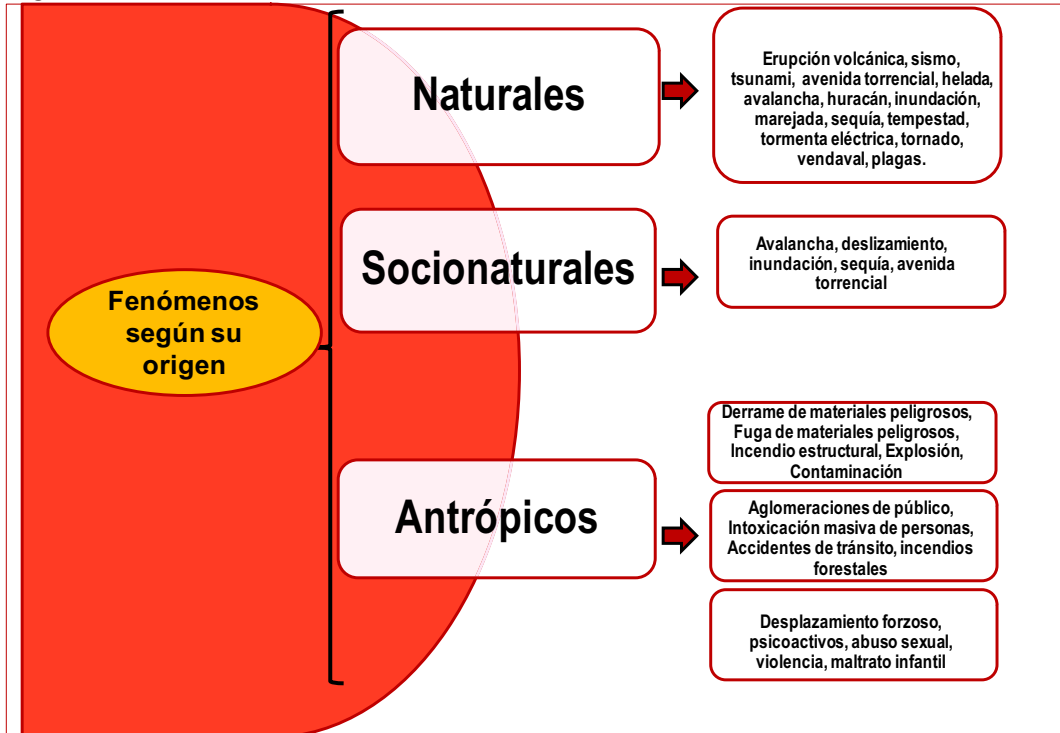 Fenómenos
según su
origen
Naturales
Erupción volcánica, sismo,
tsunami, avenida torrencial, helada,
avalancha, huracán, inundación,
marejada, sequía, tempestad,
tormenta eléctrica, tornado,
vendaval, plagas.
Socionaturales
Avalancha, deslizamiento,
inundación, sequía, avenida
torrencial
Antrópicos
Derrame de materiales peligrosos,
Fuga de materiales peligrosos,
Incendio estructural, Explosión,
Contaminación
Aglomeraciones de público,
Intoxicación masiva de personas,
Accidentes de tránsito, incendios
forestales
Desplazamiento forzoso,
psicoactivos, abuso sexual,
violencia, maltrato infantil